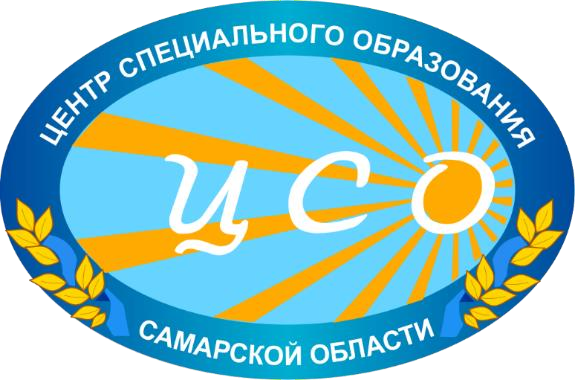 ЦЕНТР СПЕЦИАЛЬНОГО ОБРАЗОВАНИЯ
ЦСО
САМАРСКОЙ ОБЛАСТИ